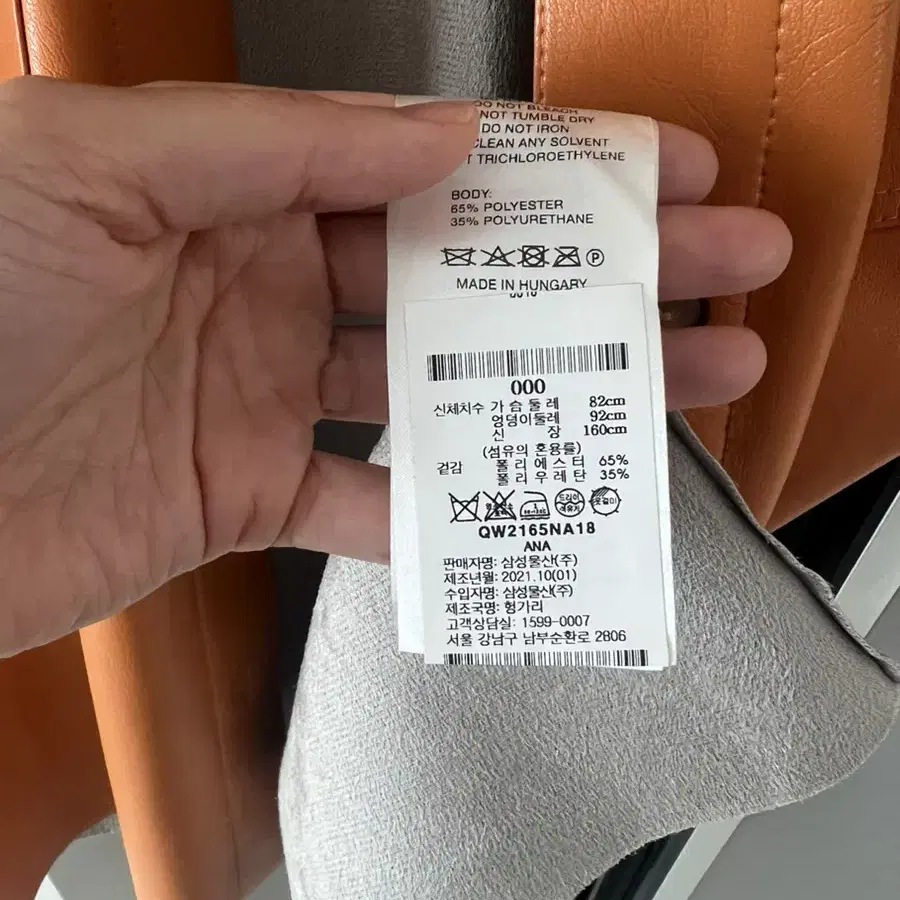 DO NOT BLEACH
NOT TUMBLE DRY
DO NOT IRON
CLEAN ANY SOLVENT
TRICHLOROETHYLENE
BODY:
65% POLYESTER
35% POLYURETHANE
P
MADE IN HUNGARY
000
신체치수 가 슴 둘 레 82cm
엉덩이둘레 92cm
신 장 160cm
(섬유의 혼용률)
겉감 폴 리 에 스 터 65%
폴 리 우 레 탄 35%
드라이
QW2165NA18
ANA
판매자명: 삼성물산(주)
제조년월: 2021.10(01)
수입자명: 삼성물산(주)
제조국명: 헝가리
고객상담실: 1599-0007
서울 강남구 남부순환로 2806